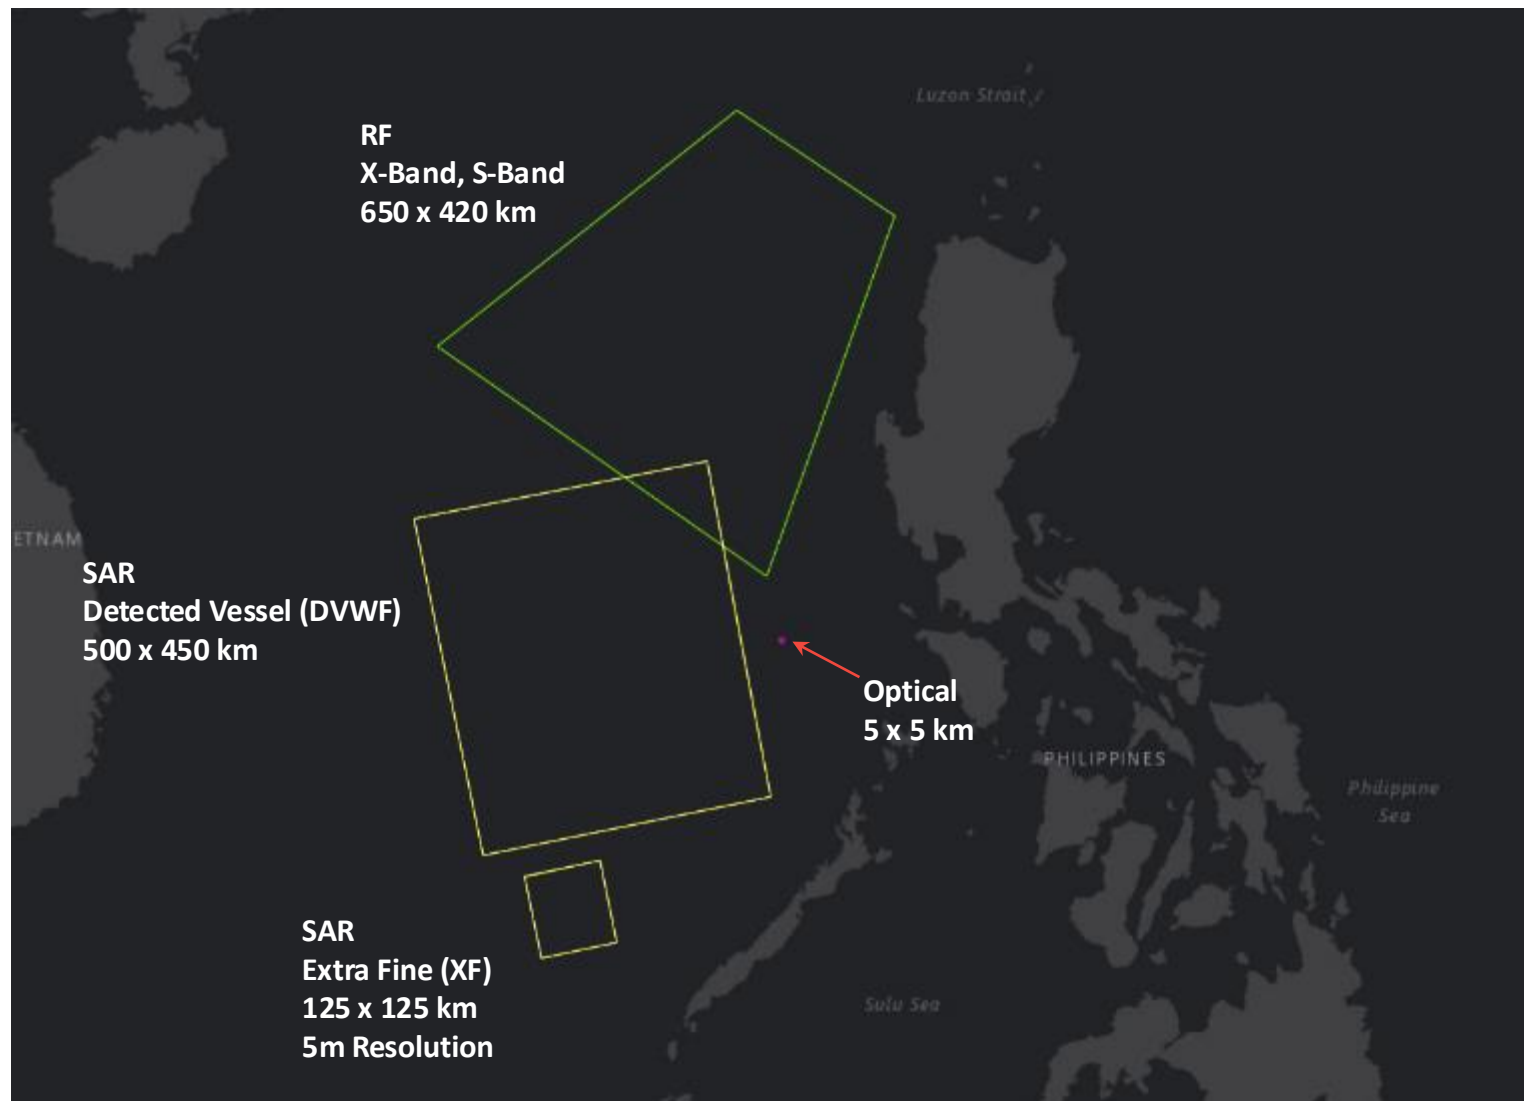 Luzon Strait
RF
X-Band, S-Band
650 x 420 km
ETNAM
SAR
Detected Vessel (DVWF)
500 x 450 km
Optical
5 x 5 km
PHILIPPINES
Philippine
Sea
SAR
Extra Fine (XF)
125 x 125 km
5m Resolution
Sulu Sea